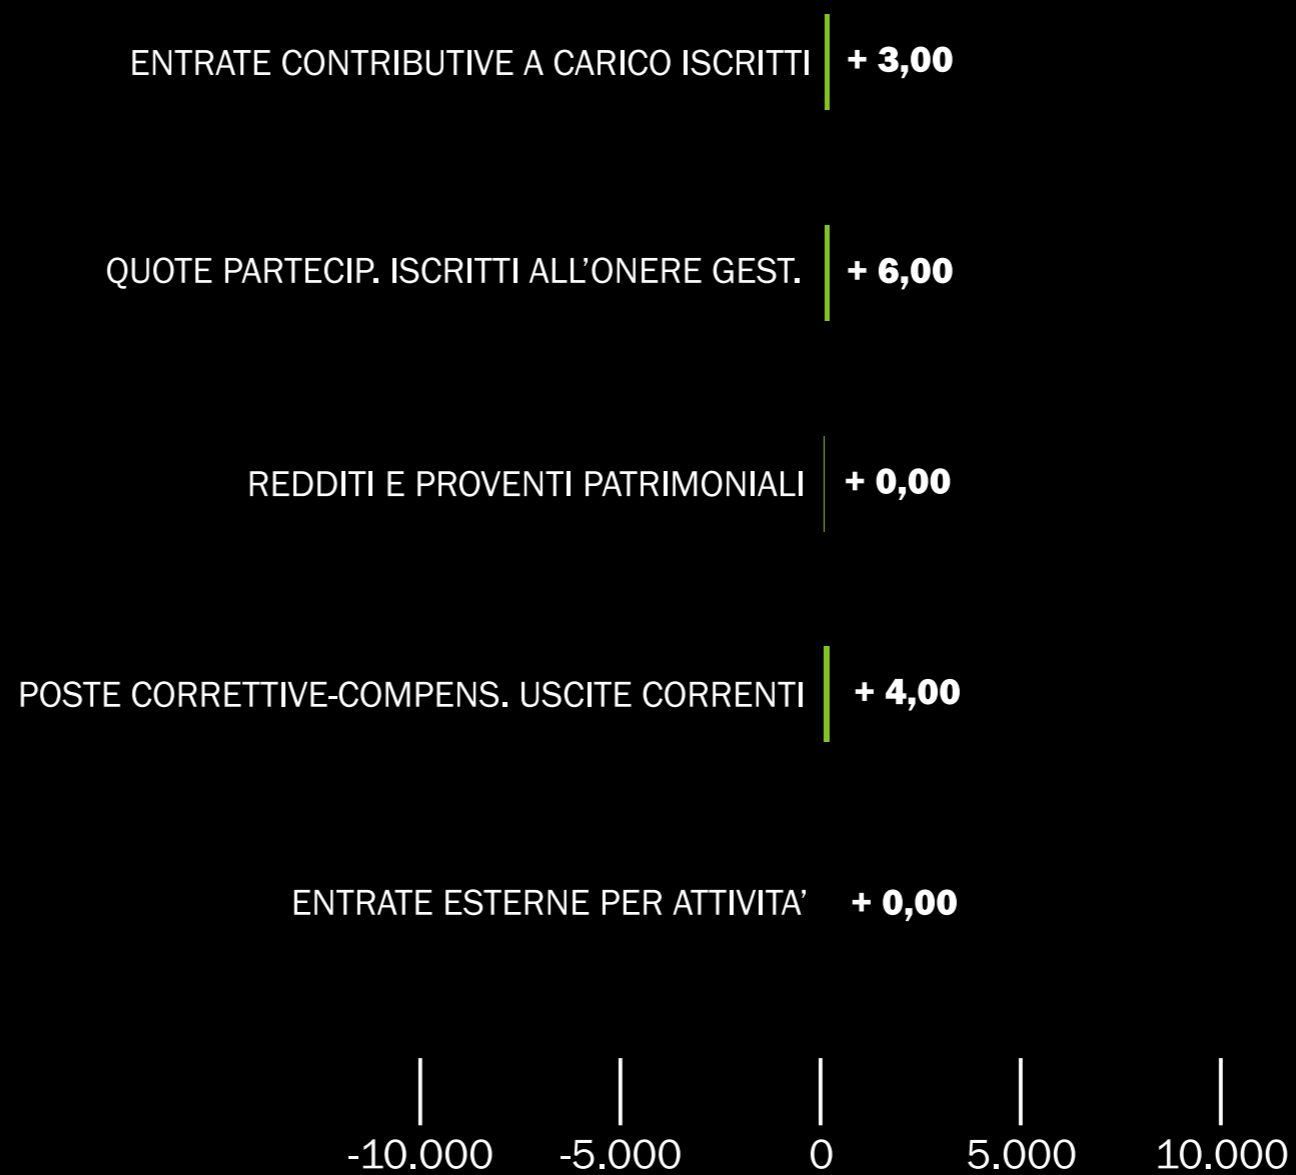 ENTRATE CONTRIBUTIVE A CARICO ISCRITTI + 3,00
QUOTE PARTECIP. ISCRITTI ALL’ONERE GEST. + 6,00
REDDITI E PROVENTI PATRIMONIALI + 0,00
POSTE CORRETTIVE-COMPENS. USCITE CORRENTI + 4,00
ENTRATE ESTERNE PER ATTIVITA’ + 0,00
-10.000 -5.000 0 5.000 10.000